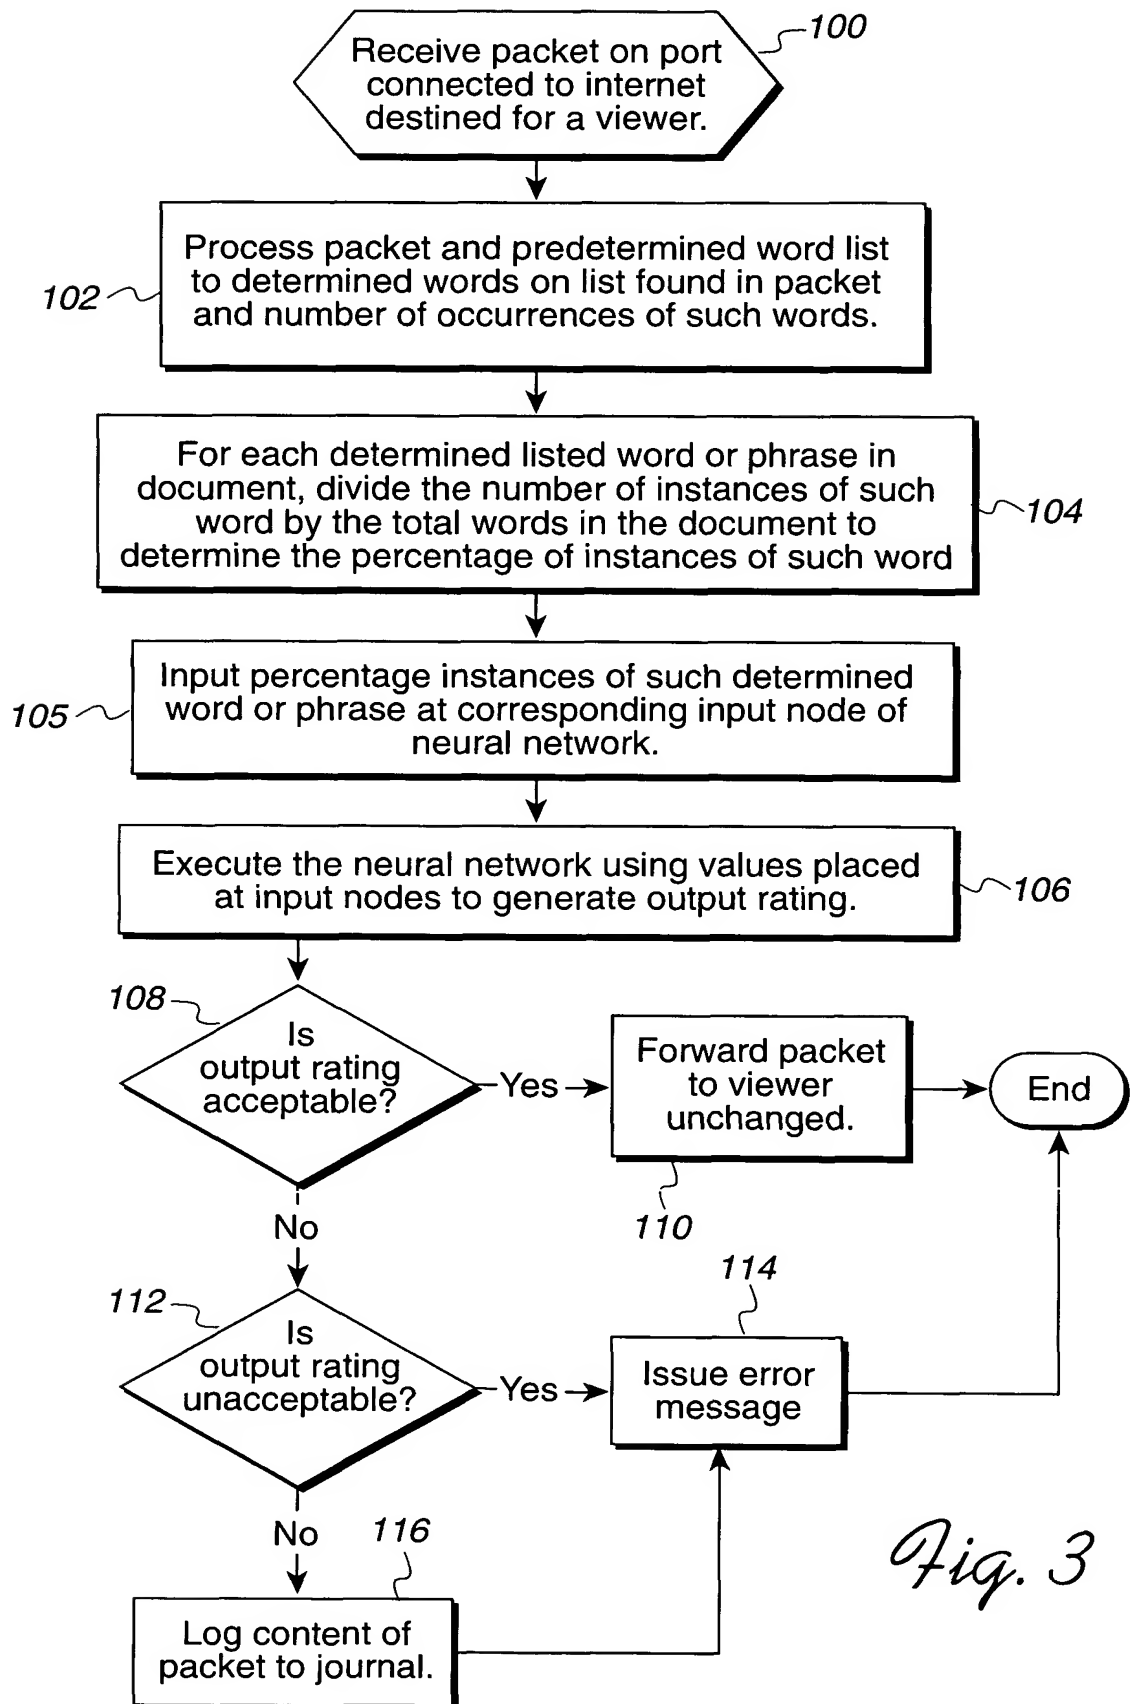 100
Receive packet on port
connected to internet
destined for a viewer.
102
Process packet and predetermined word list
to determined words on list found in packet
and number of occurrences of such words.
For each determined listed word or phrase in
document, divide the number of instances of such
word by the total words in the document to
determine the percentage of instances of such word
104
105
Input percentage instances of such determined
word or phrase at corresponding input node of
neural network.
Execute the neural network using values placed
at input nodes to generate output rating.
106
108
Is
output rating
acceptable?
Yes
Forward packet
to viewer
unchanged.
End
110
No
112
Is
output rating
unacceptable?
Yes
114
Issue error
message
No
116
Log content of
packet to journal.
Fig. 3